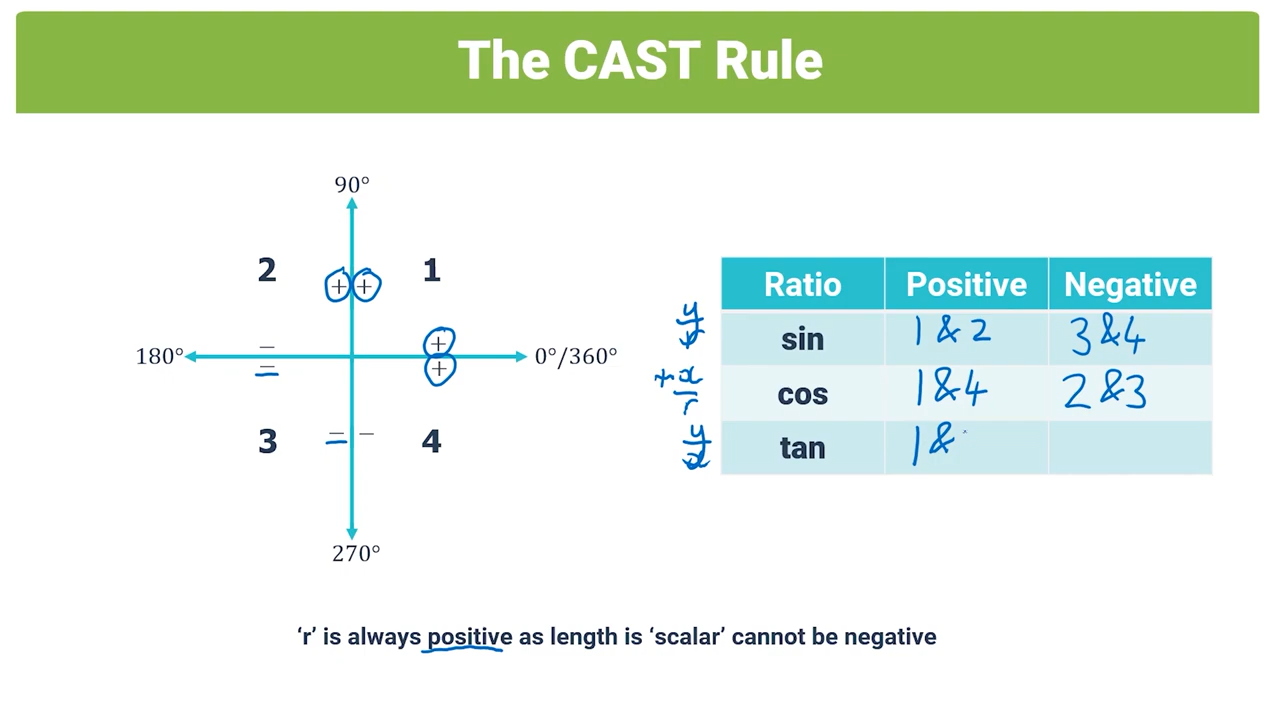 The CAST Rule
90°
2 + + 1
180° − + 0°/360°
− +
3 − − 4
270°
Ratio Positive Negative
y/r sin 1 & 2 3 & 4
+x/r cos 1 & 4 2 & 3
y/x tan 1 &
‘r’ is always positive as length is ‘scalar’ cannot be negative